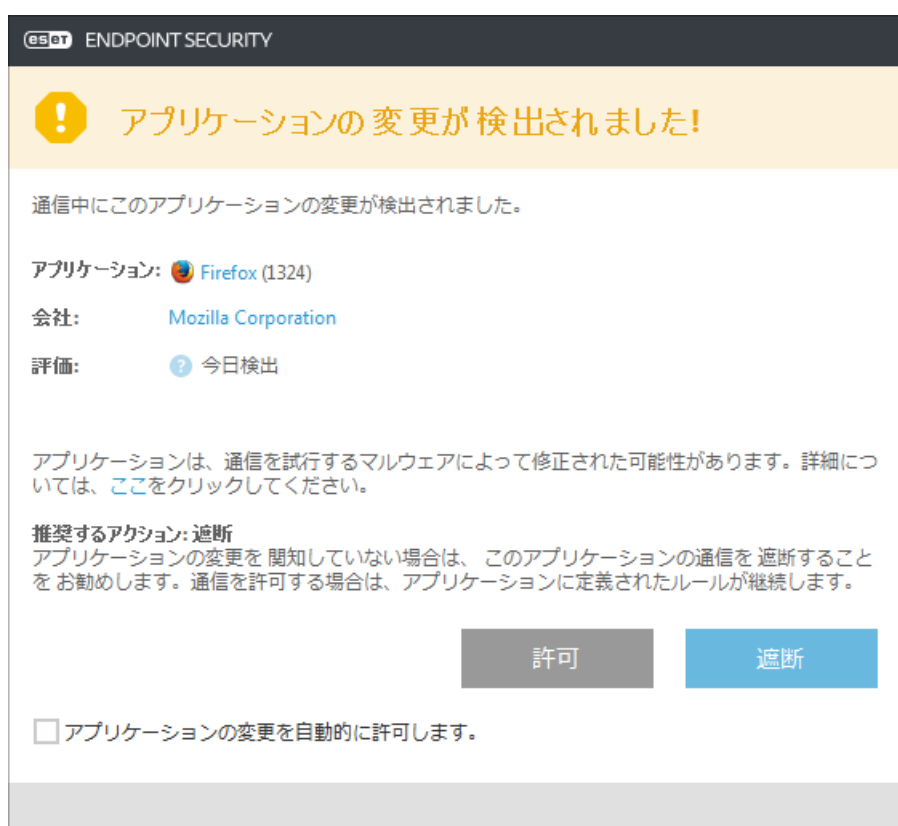 eset ENDPOINT SECURITY
アプリケーションの変更が検出されました!
通信中にこのアプリケーションの変更が検出されました。
アプリケーション: Firefox (1324)
会社: Mozilla Corporation
評価: ? 今日検出
アプリケーションは、通信を試行するマルウェアによって修正された可能性があります。詳細につ
いては、ここをクリックしてください。
推奨するアクション: 遮断
アプリケーションの変更を関知していない場合は、このアプリケーションの通信を遮断すること
をお勧めします。通信を許可する場合は、アプリケーションに定義されたルールが継続します。
許可 遮断
アプリケーションの変更を自動的に許可します。